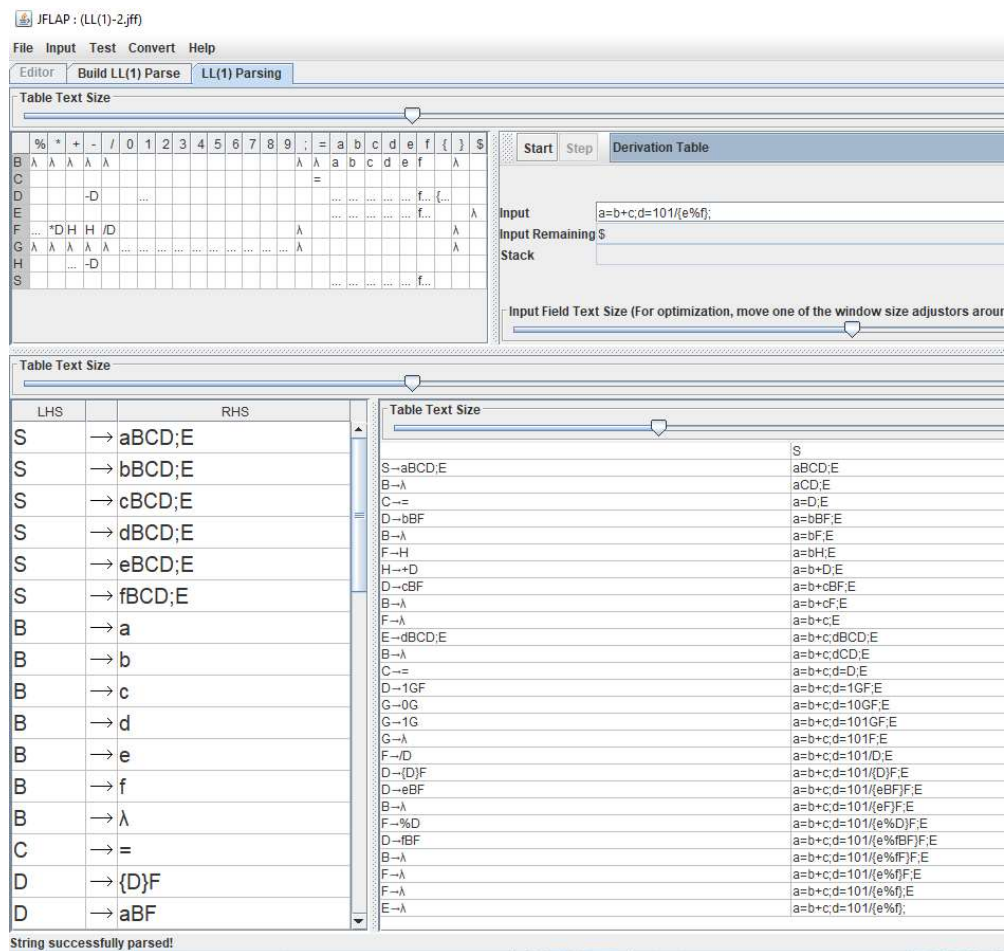 JFLAP : (LL(1)-2.jff)
File Input Test Convert Help
Editor Build LL(1) Parse LL(1) Parsing
Table Text Size
% * + - / 0 1 2 3 4 5 6 7 8 9 ; = a b c d e f { } $
B λ λ λ λ λ λ λ a b c d e f λ
C =
D -D ... ... ... ... ... ... f... {...
E ... ... ... ... ... f... λ
F ... *D H H /D λ λ
G λ λ λ λ λ ... ... ... ... ... ... ... ... ... ... λ λ
H ... -D
S ... ... ... ... ... f...
Start Step Derivation Table
Input a=b+c;d=101/{e%f};
Input Remaining $
Stack
Input Field Text Size (For optimization, move one of the window size adjustors arour
Table Text Size
LHS RHS
S → aBCD;E
S → bBCD;E
S → cBCD;E
S → dBCD;E
S → eBCD;E
S → fBCD;E
B → a
B → b
B → c
B → d
B → e
B → f
B → λ
C → =
D → {D}F
D → aBF
Table Text Size
S
S→aBCD;E aBCD;E
B→λ aCD;E
C→= a=D;E
D→bBF a=bBF;E
B→λ a=bF;E
F→H a=bH;E
H→+D a=b+D;E
D→cBF a=b+cBF;E
B→λ a=b+cF;E
F→λ a=b+c;E
E→dBCD;E a=b+c;dBCD;E
B→λ a=b+c;dCD;E
C→= a=b+c;d=D;E
D→1GF a=b+c;d=1GF;E
G→0G a=b+c;d=10GF;E
G→1G a=b+c;d=101GF;E
G→λ a=b+c;d=101F;E
F→/D a=b+c;d=101/D;E
D→{D}F a=b+c;d=101/{D}F;E
D→eBF a=b+c;d=101/{eBF}F;E
B→λ a=b+c;d=101/{eF}F;E
F→%D a=b+c;d=101/{e%D}F;E
D→fBF a=b+c;d=101/{e%fBF}F;E
B→λ a=b+c;d=101/{e%fF}F;E
F→λ a=b+c;d=101/{e%f}F;E
F→λ a=b+c;d=101/{e%f};E
E→λ a=b+c;d=101/{e%f};
String successfully parsed!